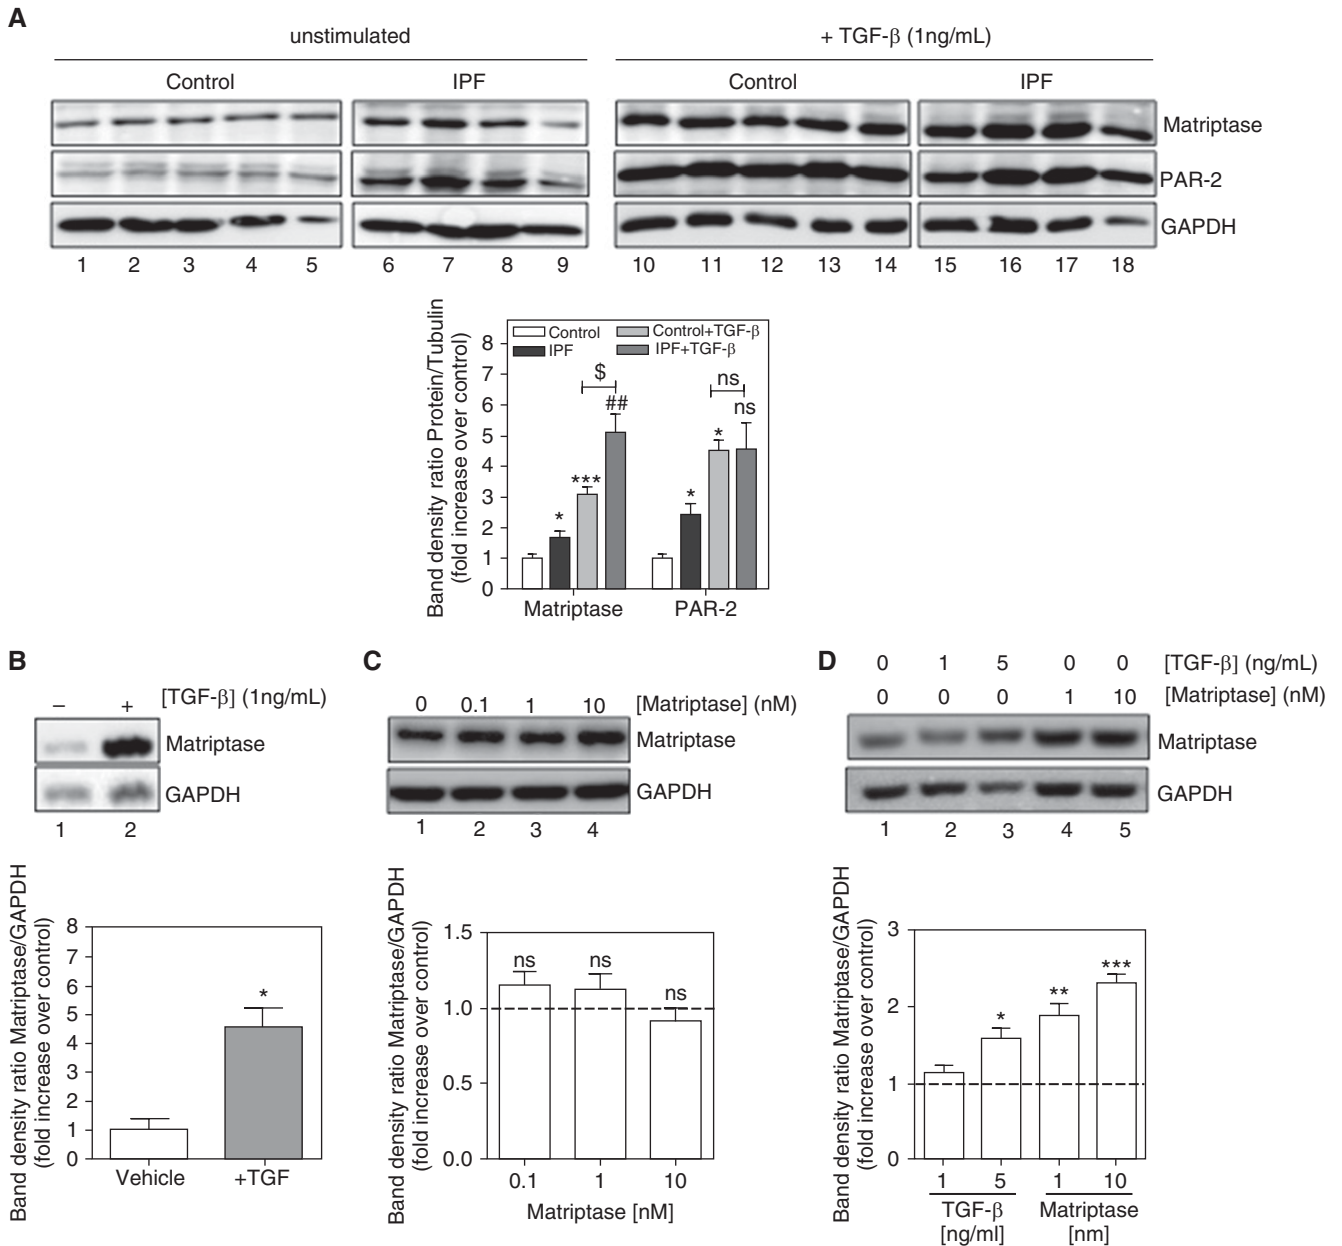 A
unstimulated
+ TGF-β (1ng/mL)
Control
IPF
Control
IPF
Matriptase
PAR-2
GAPDH
1 2 3 4 5 6 7 8 9 10 11 12 13 14 15 16 17 18
Band density ratio Protein/Tubulin
(fold increase over control)
Control
Control+TGF-β
IPF
IPF+TGF-β
8
7
6
5
4
3
2
1
0
*
***
$
##
*
*
ns
ns
Matriptase
PAR-2
B
– + [TGF-β] (1ng/mL)
Matriptase
GAPDH
1 2
Band density ratio Matriptase/GAPDH
(fold increase over control)
8
7
6
5
4
3
2
1
0
*
Vehicle
+TGF
C
0 0.1 1 10 [Matriptase] (nM)
Matriptase
GAPDH
1 2 3 4
Band density ratio Matriptase/GAPDH
(fold increase over control)
1.5
1.0
0.5
0.0
ns
ns
ns
0.1 1 10
Matriptase [nM]
D
0 1 5 0 0 [TGF-β] (ng/mL)
0 0 0 1 10 [Matriptase] (nM)
Matriptase
GAPDH
1 2 3 4 5
Band density ratio Matriptase/GAPDH
(fold increase over control)
3
2
1
0
*
**
***
1 5 1 10
TGF-β
[ng/ml]
Matriptase
[nm]